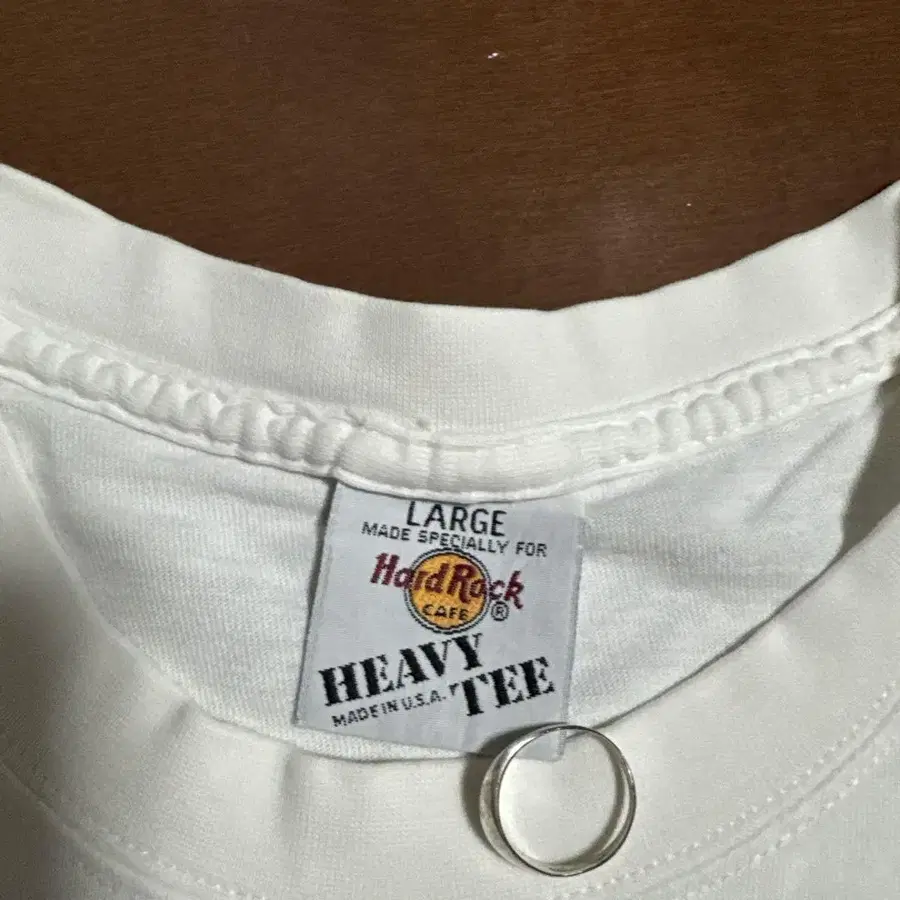 LARGE
MADE SPECIALLY FOR
Hard Rock
CAFE ®
HEAVY
MADE IN U.S.A. TEE